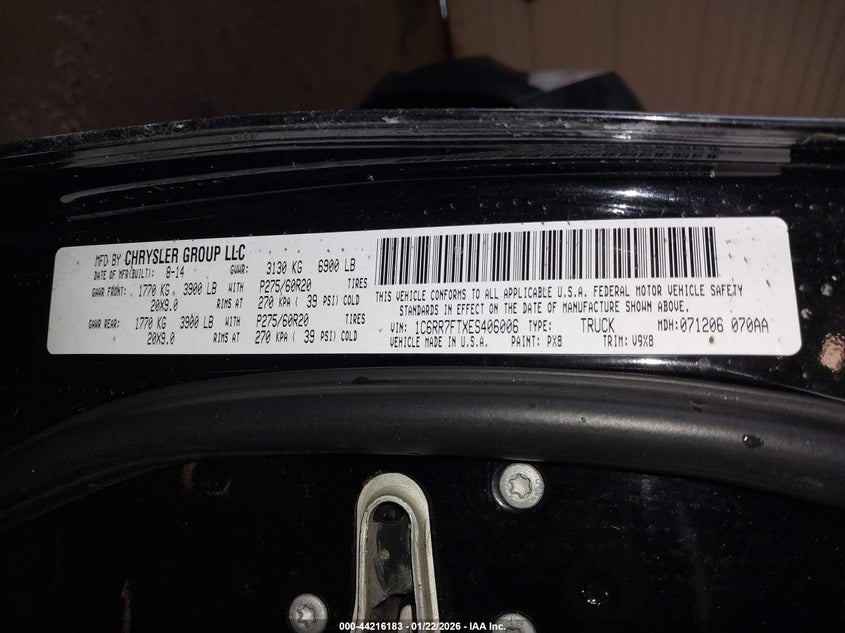 MFD BY CHRYSLER GROUP LLC
DATE OF MFR(BUILT): 8-14 GVWR: 3130 KG 6900 LB
GAWR FRONT: 1770 KG 3900 LB WITH P275/60R20 TIRES
20X9.0 RIMS AT 270 KPA ( 39 PSI) COLD
GAWR REAR: 1770 KG 3900 LB WITH P275/60R20 TIRES
20X9.0 RIMS AT 270 KPA ( 39 PSI) COLD
THIS VEHICLE CONFORMS TO ALL APPLICABLE U.S.A. FEDERAL MOTOR VEHICLE SAFETY
STANDARDS IN EFFECT ON THE DATE OF MANUFACTURE SHOWN ABOVE.
VIN: 1C6RR7FTXES406006 TYPE: TRUCK MDH: 071206 070AA
VEHICLE MADE IN U.S.A. PAINT: PX8 TRIM: V9X8
000-44216183 - 01/22/2026 - IAA Inc.